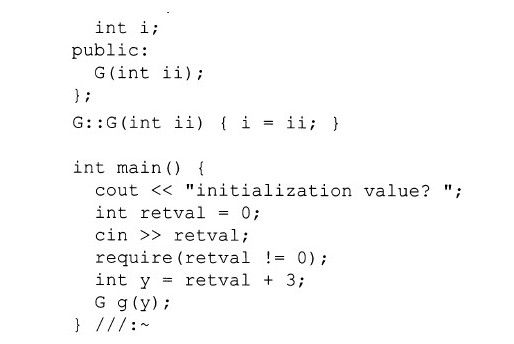 int i;
public:
  G(int ii);
};
G::G(int ii) { i = ii; }

int main() {
  cout << "initialization value? ";
  int retval = 0;
  cin >> retval;
  require(retval != 0);
  int y = retval + 3;
  G g(y);
} ///:~